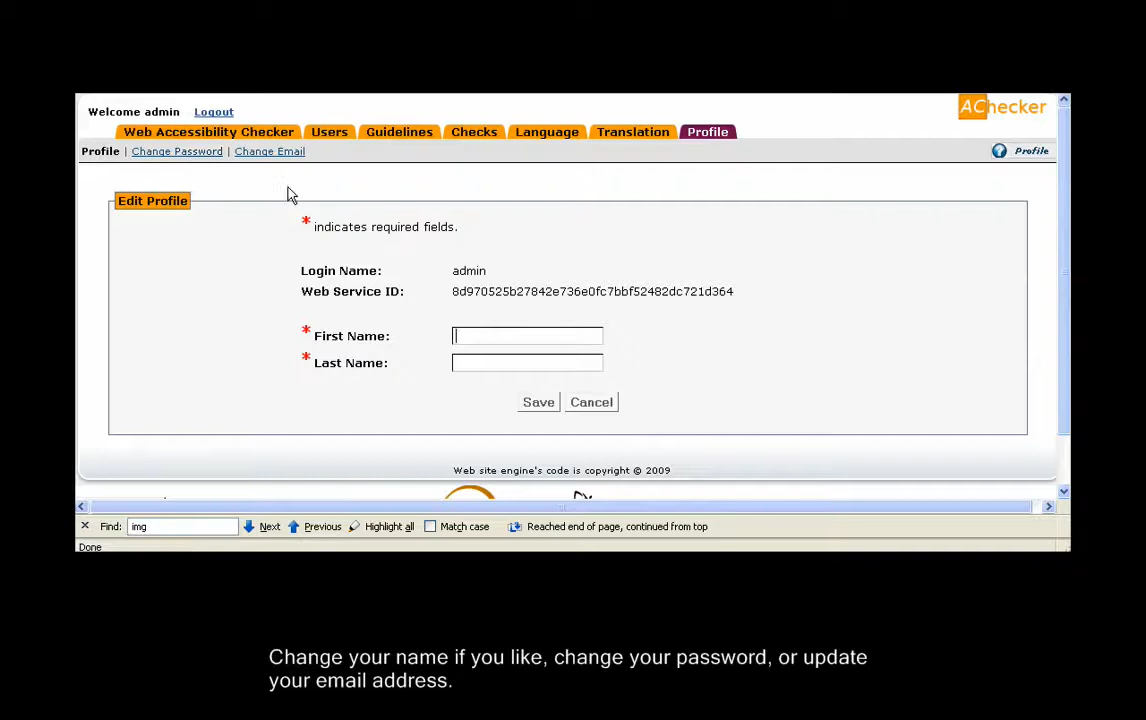 Welcome admin Logout
AChecker
Web Accessibility Checker Users Guidelines Checks Language Translation Profile
Profile | Change Password | Change Email
Profile
Edit Profile
* indicates required fields.
Login Name: admin
Web Service ID: 8d970525b27842e736e0fc7bbf52482dc721d364
* First Name:
* Last Name:
Save Cancel
Web site engine's code is copyright © 2009
Find: img Next Previous Highlight all Match case Reached end of page, continued from top
Done
Change your name if you like, change your password, or update
your email address.